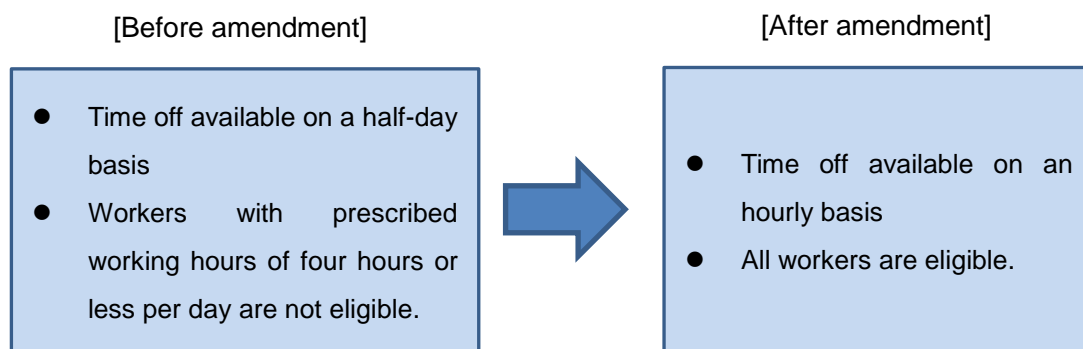 [Before amendment]
● Time off available on a half-day
basis
● Workers with prescribed
working hours of four hours or
less per day are not eligible.
[After amendment]
● Time off available on an
hourly basis
● All workers are eligible.